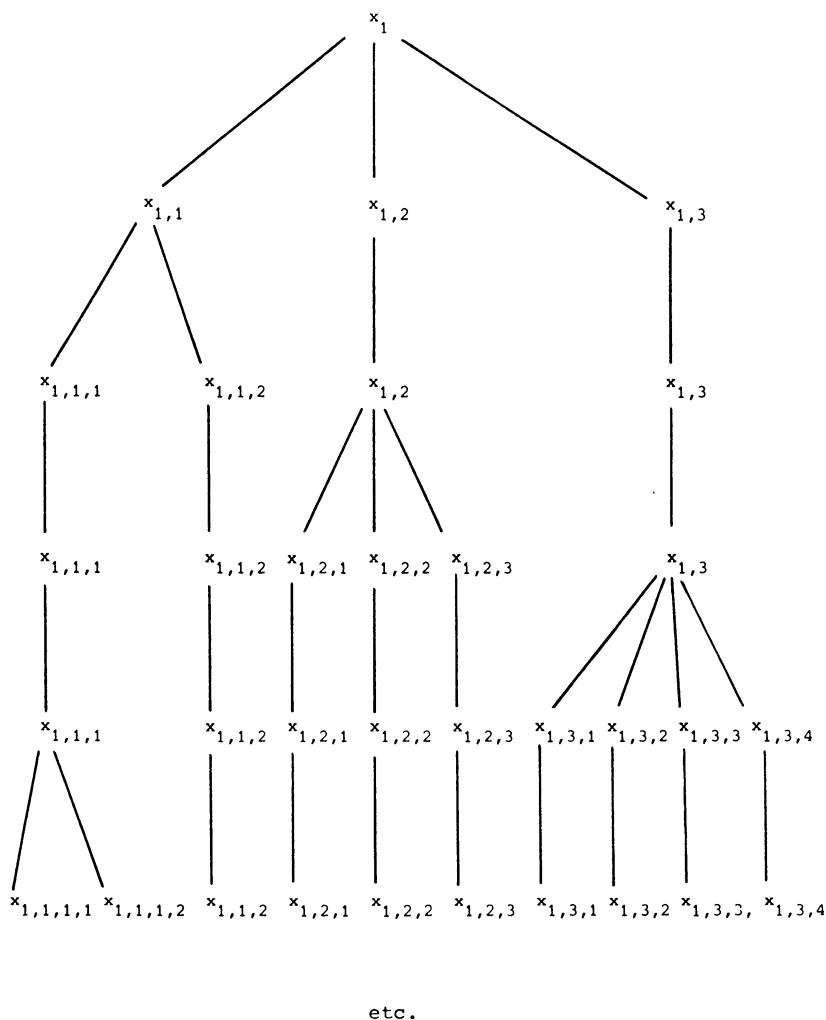 x₁
x₁,₁ x₁,₂ x₁,₃
x₁,₁,₁ x₁,₁,₂ x₁,₂ x₁,₃
x₁,₁,₁ x₁,₁,₂ x₁,₂,₁ x₁,₂,₂ x₁,₂,₃ x₁,₃
x₁,₁,₁ x₁,₁,₂ x₁,₂,₁ x₁,₂,₂ x₁,₂,₃ x₁,₃,₁ x₁,₃,₂ x₁,₃,₃ x₁,₃,₄
x₁,₁,₁,₁ x₁,₁,₁,₂ x₁,₁,₂ x₁,₂,₁ x₁,₂,₂ x₁,₂,₃ x₁,₃,₁ x₁,₃,₂ x₁,₃,₃, x₁,₃,₄
etc.